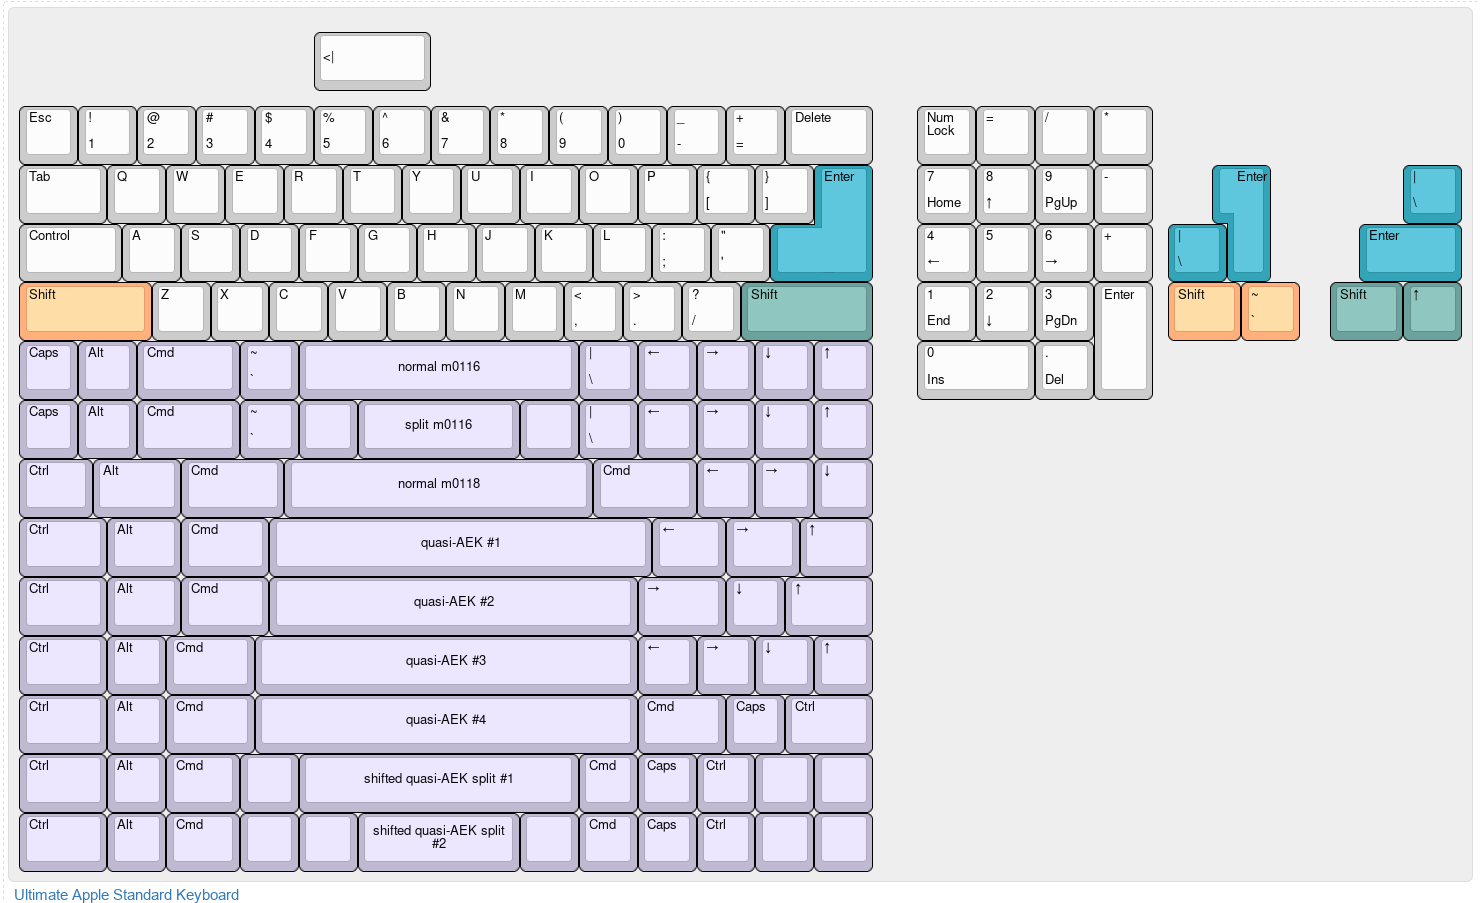 <|
Esc ! 1 @ 2 # 3 $ 4 % 5 ^ 6 & 7 * 8 ( 9 ) 0 _ - + = Delete Num Lock = / *
Tab Q W E R T Y U I O P { [ } ] Enter 7 Home 8 ↑ 9 PgUp - Enter | \
Control A S D F G H J K L : ; " ' 4 ← 5 6 → + | \ Enter
Shift Z X C V B N M < , > . ? / Shift 1 End 2 ↓ 3 PgDn Enter Shift ~ ` Shift ↑
Caps Alt Cmd ~ ` normal m0116 | \ ← → ↓ ↑ 0 Ins . Del
Caps Alt Cmd ~ ` split m0116 | \ ← → ↓ ↑
Ctrl Alt Cmd normal m0118 Cmd ← → ↓
Ctrl Alt Cmd quasi-AEK #1 ← → ↑
Ctrl Alt Cmd quasi-AEK #2 → ↓ ↑
Ctrl Alt Cmd quasi-AEK #3 ← → ↓ ↑
Ctrl Alt Cmd quasi-AEK #4 Cmd Caps Ctrl
Ctrl Alt Cmd shifted quasi-AEK split #1 Cmd Caps Ctrl
Ctrl Alt Cmd shifted quasi-AEK split #2 Cmd Caps Ctrl
Ultimate Apple Standard Keyboard